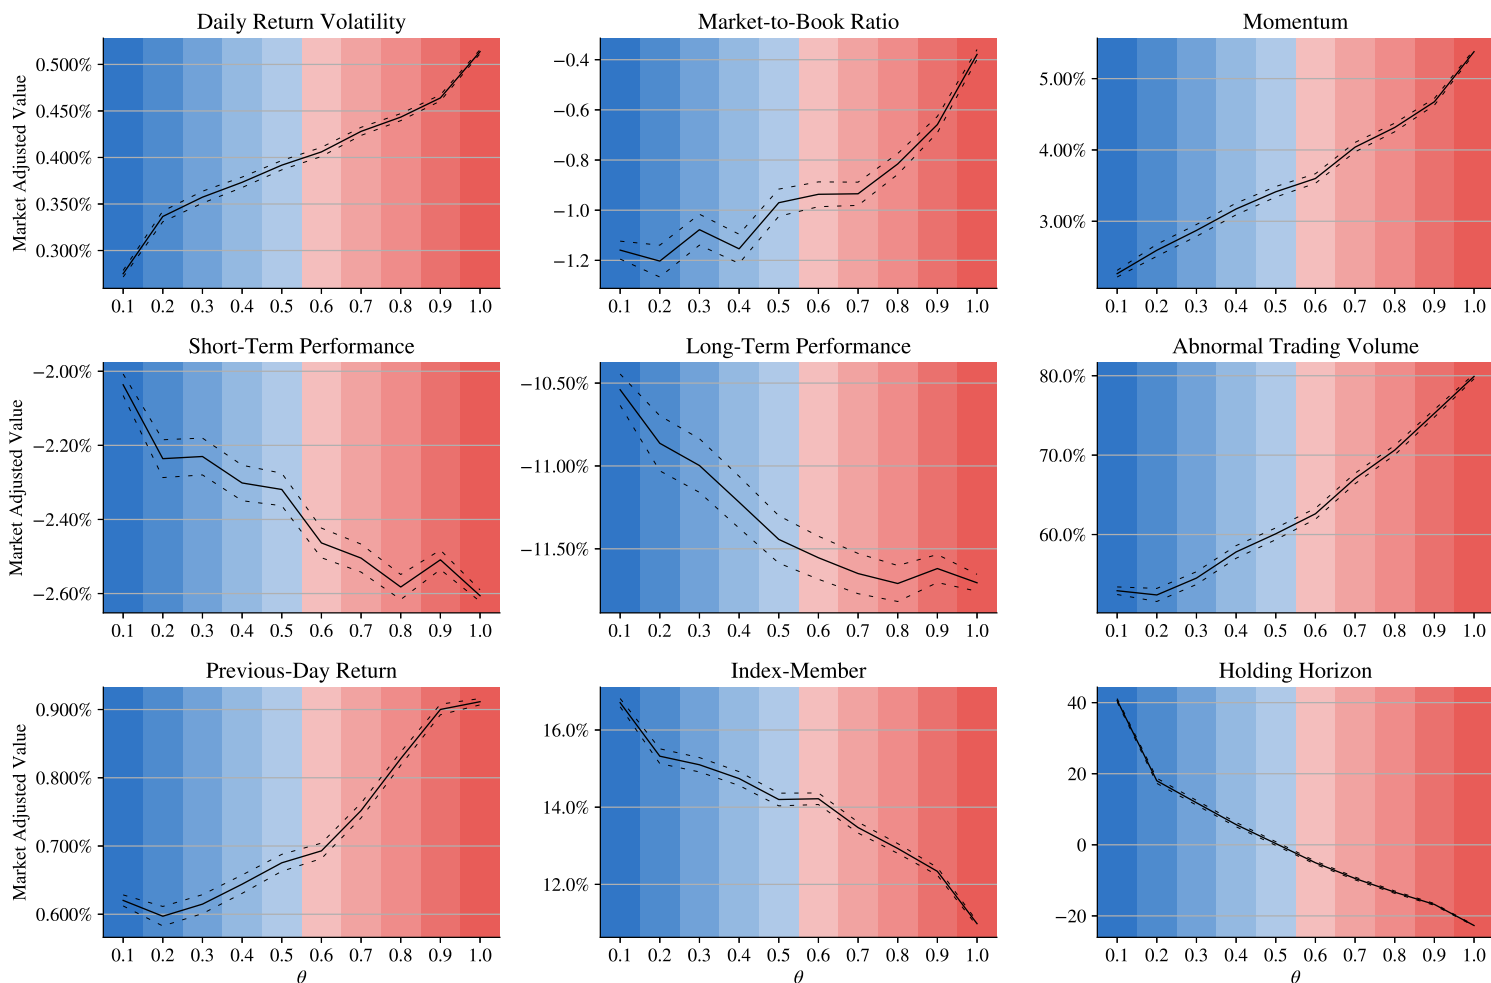 Daily Return Volatility
Market Adjusted Value
0.500%
0.450%
0.400%
0.350%
0.300%
0.1 0.2 0.3 0.4 0.5 0.6 0.7 0.8 0.9 1.0
Market-to-Book Ratio
−0.4
−0.6
−0.8
−1.0
−1.2
0.1 0.2 0.3 0.4 0.5 0.6 0.7 0.8 0.9 1.0
Momentum
5.00%
4.00%
3.00%
0.1 0.2 0.3 0.4 0.5 0.6 0.7 0.8 0.9 1.0
Short-Term Performance
Market Adjusted Value
−2.00%
−2.20%
−2.40%
−2.60%
0.1 0.2 0.3 0.4 0.5 0.6 0.7 0.8 0.9 1.0
Long-Term Performance
−10.50%
−11.00%
−11.50%
0.1 0.2 0.3 0.4 0.5 0.6 0.7 0.8 0.9 1.0
Abnormal Trading Volume
80.0%
70.0%
60.0%
0.1 0.2 0.3 0.4 0.5 0.6 0.7 0.8 0.9 1.0
Previous-Day Return
Market Adjusted Value
0.900%
0.800%
0.700%
0.600%
0.1 0.2 0.3 0.4 0.5 0.6 0.7 0.8 0.9 1.0
θ
Index-Member
16.0%
14.0%
12.0%
0.1 0.2 0.3 0.4 0.5 0.6 0.7 0.8 0.9 1.0
θ
Holding Horizon
40
20
0
−20
0.1 0.2 0.3 0.4 0.5 0.6 0.7 0.8 0.9 1.0
θ